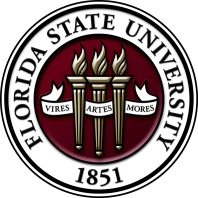 FLORIDA STATE UNIVERSITY
VIRES ARTES MORES
1851